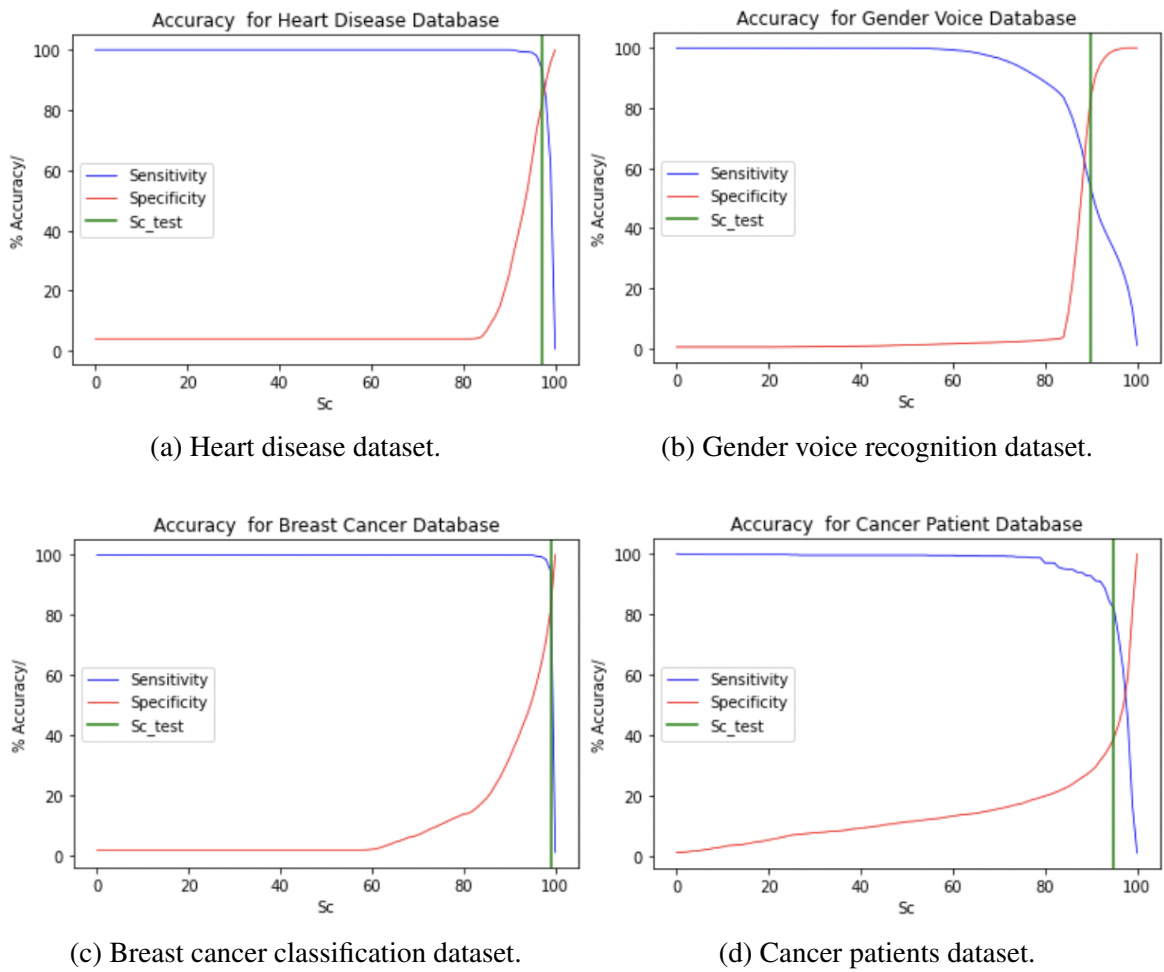 Accuracy  for Heart Disease Database
% Accuracy/
100
80
60
40
20
0
Sensitivity
Specificity
Sc_test
0 20 40 60 80 100
Sc
(a) Heart disease dataset.
Accuracy  for Gender Voice Database
% Accuracy/
100
80
60
40
20
0
Sensitivity
Specificity
Sc_test
0 20 40 60 80 100
Sc
(b) Gender voice recognition dataset.
Accuracy  for Breast Cancer Database
% Accuracy/
100
80
60
40
20
0
Sensitivity
Specificity
Sc_test
0 20 40 60 80 100
Sc
(c) Breast cancer classification dataset.
Accuracy  for Cancer Patient Database
% Accuracy/
100
80
60
40
20
0
Sensitivity
Specificity
Sc_test
0 20 40 60 80 100
Sc
(d) Cancer patients dataset.